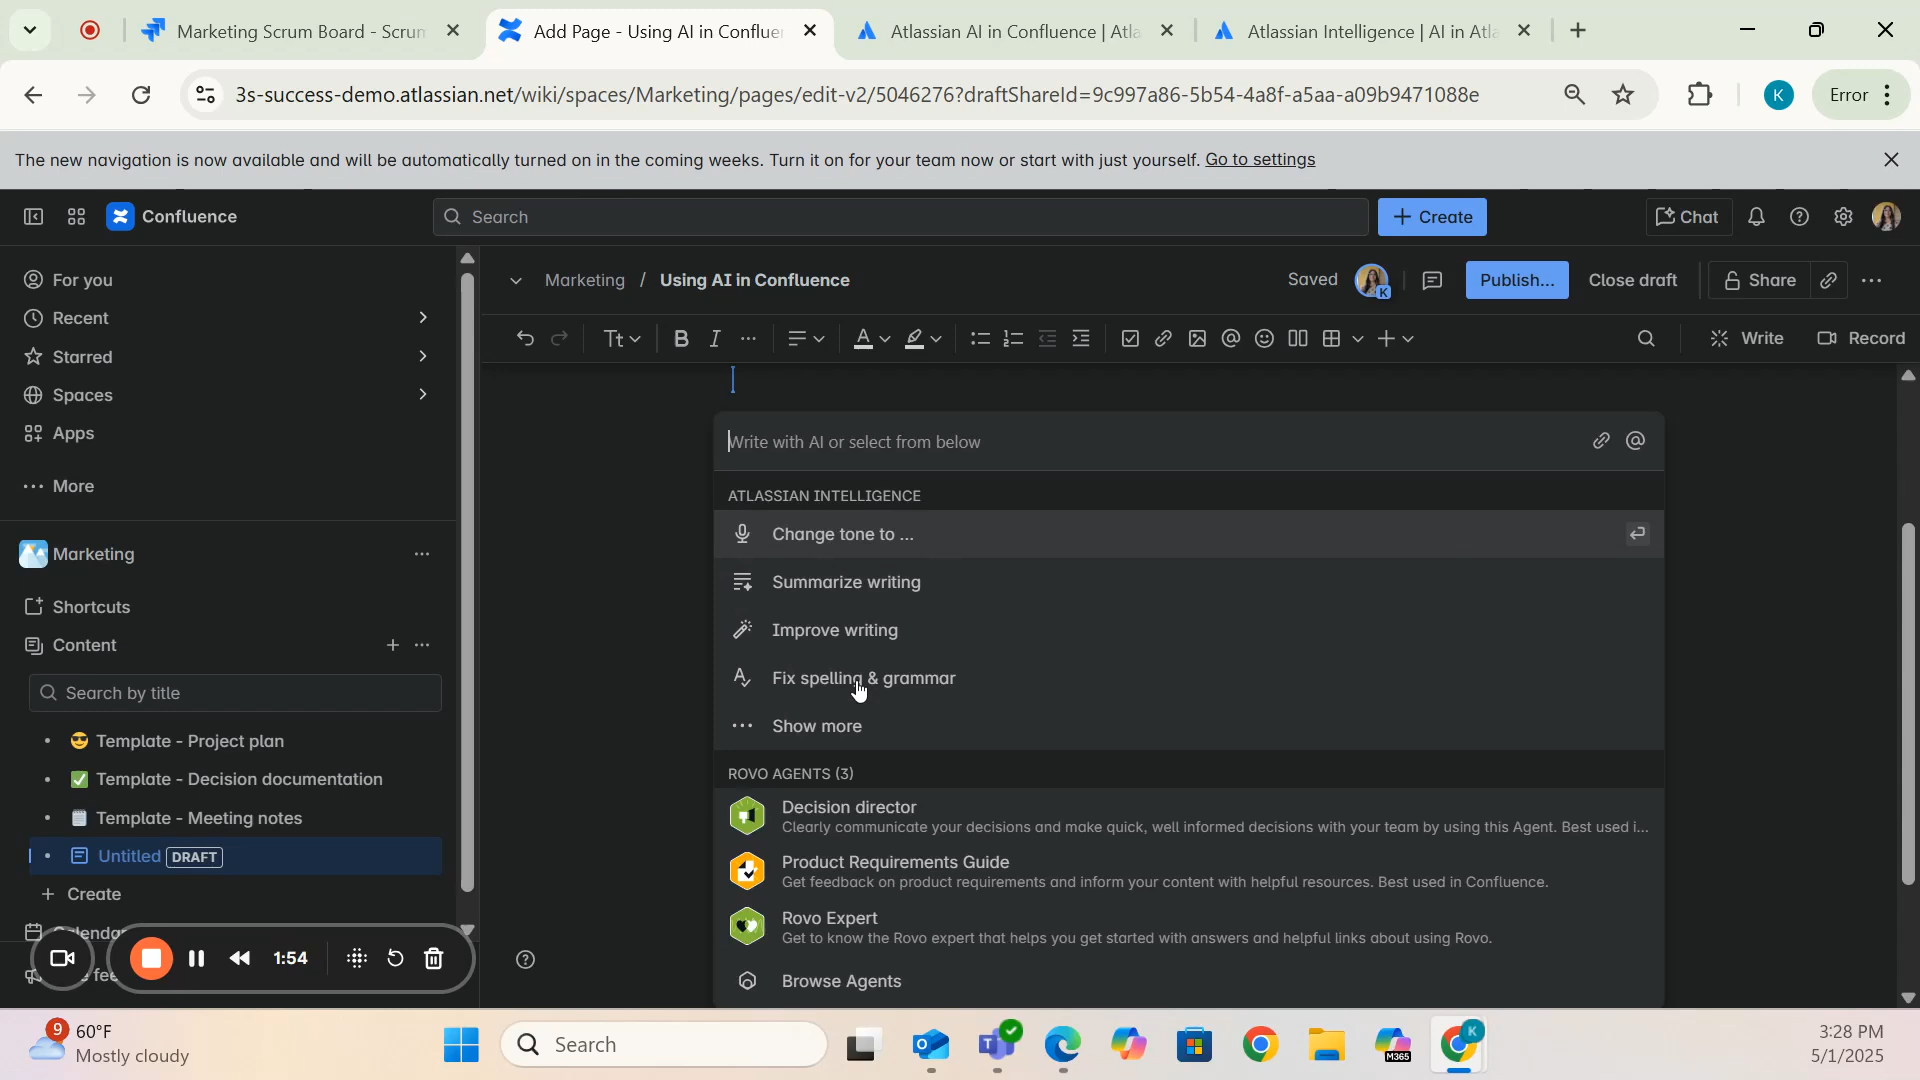 Marketing Scrum Board - Scrum
Add Page - Using AI in Confluen
Atlassian AI in Confluence | Atla
Atlassian Intelligence | AI in Atla
3s-success-demo.atlassian.net/wiki/spaces/Marketing/pages/edit-v2/5046276?draftShareId=9c997a86-5b54-4a8f-a5aa-a09b9471088e
K
Error
The new navigation is now available and will be automatically turned on in the coming weeks. Turn it on for your team now or start with just yourself. Go to settings
Confluence
Search
+ Create
Chat
For you
Recent
Starred
Spaces
Apps
More
Marketing
Shortcuts
Content
Search by title
Template - Project plan
Template - Decision documentation
Template - Meeting notes
Untitled DRAFT
+ Create
Calendar
1:54
Marketing / Using AI in Confluence
Saved
K
Publish...
Close draft
Share
Tt
B
I
A
Write
Record
Write with AI or select from below
ATLASSIAN INTELLIGENCE
Change tone to ...
Summarize writing
Improve writing
Fix spelling & grammar
Show more
ROVO AGENTS (3)
Decision director
Clearly communicate your decisions and make quick, well informed decisions with your team by using this Agent. Best used i...
Product Requirements Guide
Get feedback on product requirements and inform your content with helpful resources. Best used in Confluence.
Rovo Expert
Get to know the Rovo expert that helps you get started with answers and helpful links about using Rovo.
Browse Agents
9
60°F
Mostly cloudy
Search
M365
K
3:28 PM
5/1/2025